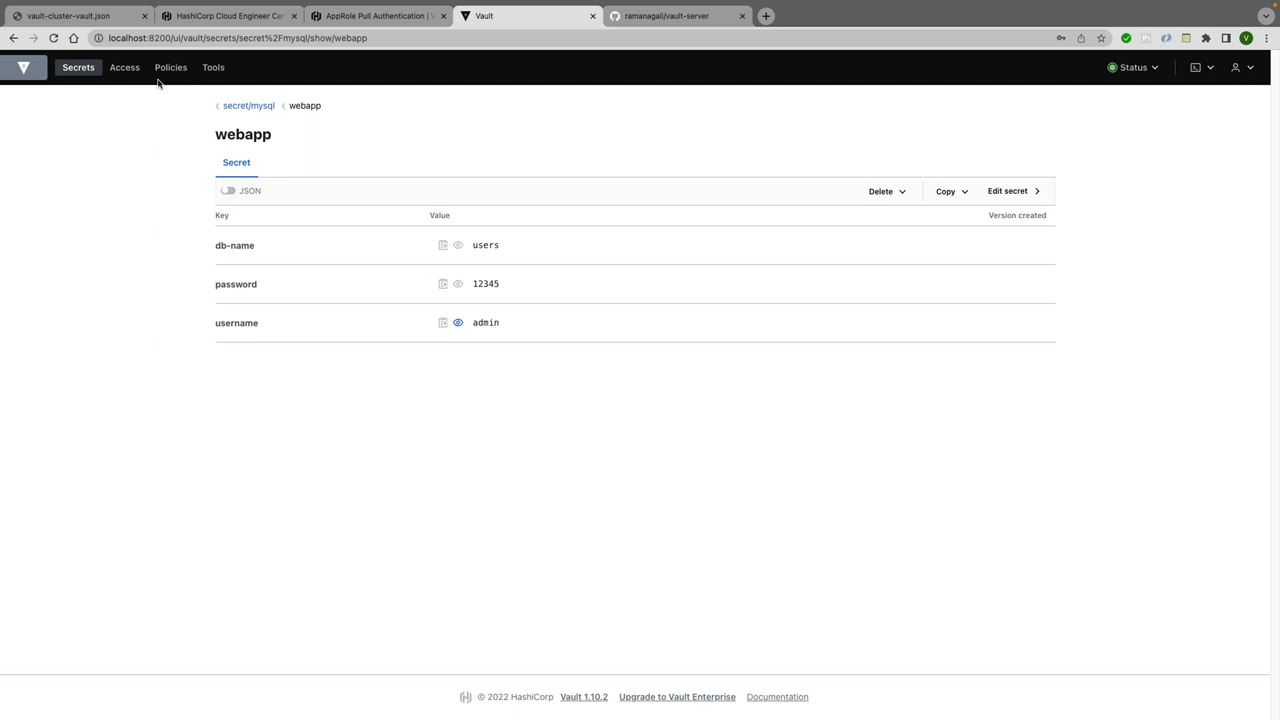 vault-cluster-vault.json
HashiCorp Cloud Engineer Cer
AppRole Pull Authentication | V
Vault
ramanagali/vault-server
localhost:8200/ui/vault/secrets/secret%2Fmysql/show/webapp
V
Secrets Access Policies Tools
Status
secret/mysql webapp
webapp
Secret
JSON
Delete Copy Edit secret
Key Value Version created
db-name users
password 12345
username admin
© 2022 HashiCorp Vault 1.10.2 Upgrade to Vault Enterprise Documentation